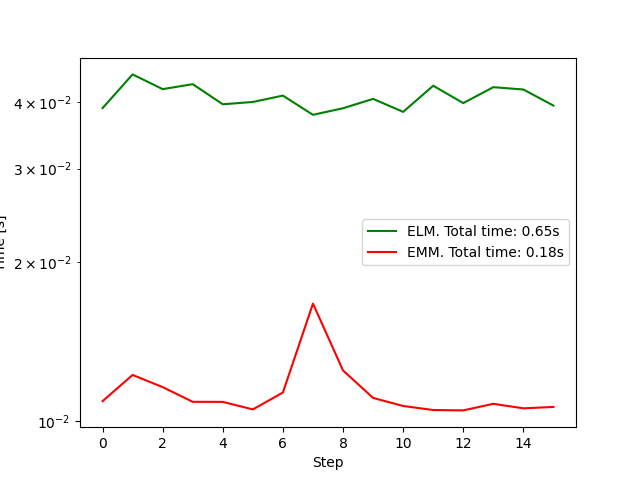 4 × 10⁻²
3 × 10⁻²
2 × 10⁻²
10⁻²
[s]
ELM. Total time: 0.65s
EMM. Total time: 0.18s
0 2 4 6 8 10 12 14
Step